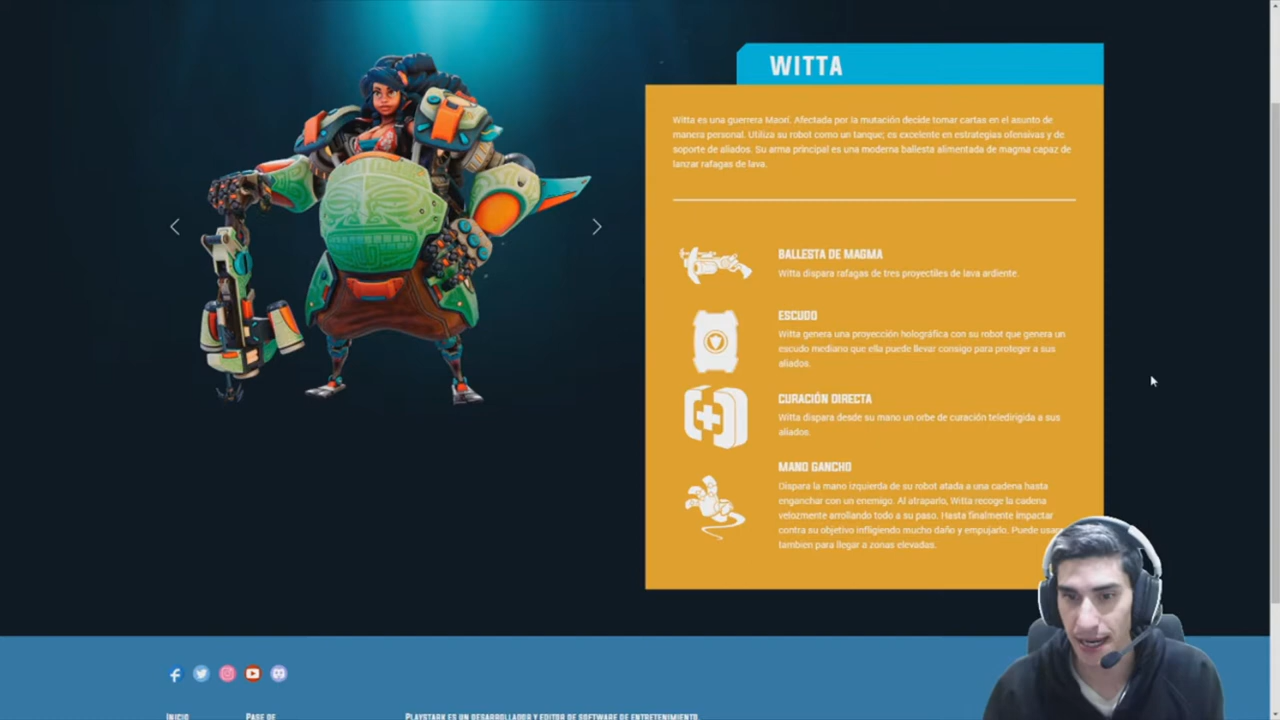 WITTA
Witta es una guerrera Maorí. Afectada por la mutación decide tomar cartas en el asunto de
manera personal. Utiliza su robot como un tanque; es excelente en estrategias ofensivas y de
soporte de aliados. Su arma principal es una moderna ballesta alimentada de magma capaz de
lanzar rafagas de lava.
BALLESTA DE MAGMA
Witta dispara rafagas de tres proyectiles de lava ardiente.
ESCUDO
Witta genera una proyección holográfica con su robot que genera un
escudo mediano que ella puede llevar consigo para proteger a sus
aliados.
CURACIÓN DIRECTA
Witta dispara desde su mano un orbe de curación teledirigida a sus
aliados.
MANO GANCHO
Dispara la mano izquierda de su robot atada a una cadena hasta
enganchar con un enemigo. Al atraparlo, Witta recoge la cadena
velozmente arrollando todo a su paso. Hasta finalmente impactar
contra su objetivo infligiendo mucho daño y empujarlo. Puede usarse
también para llegar a zonas elevadas.
INICIO
PASE DE
PLAYSTARK ES UN DESARROLLADOR Y EDITOR DE SOFTWARE DE ENTRETENIMIENTO.